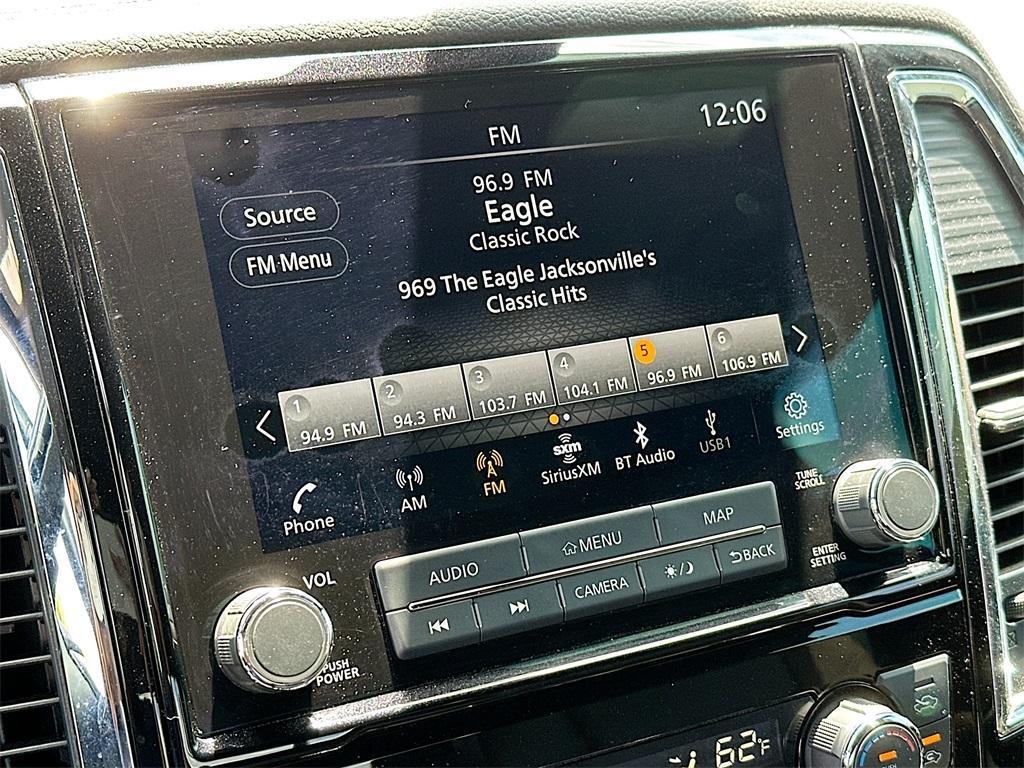 FM
12:06
96.9 FM
Eagle
Classic Rock
Source
FM Menu
969 The Eagle Jacksonville's
Classic Hits
1
94.9 FM
2
94.3 FM
3
103.7 FM
4
104.1 FM
5
96.9 FM
6
106.9 FM
Phone
AM
FM
sxm
SiriusXM
BT Audio
USB1
Settings
TUNE
SCROLL
ENTER
SETTING
AUDIO
MENU
MAP
CAMERA
BACK
VOL
PUSH
POWER
62°F